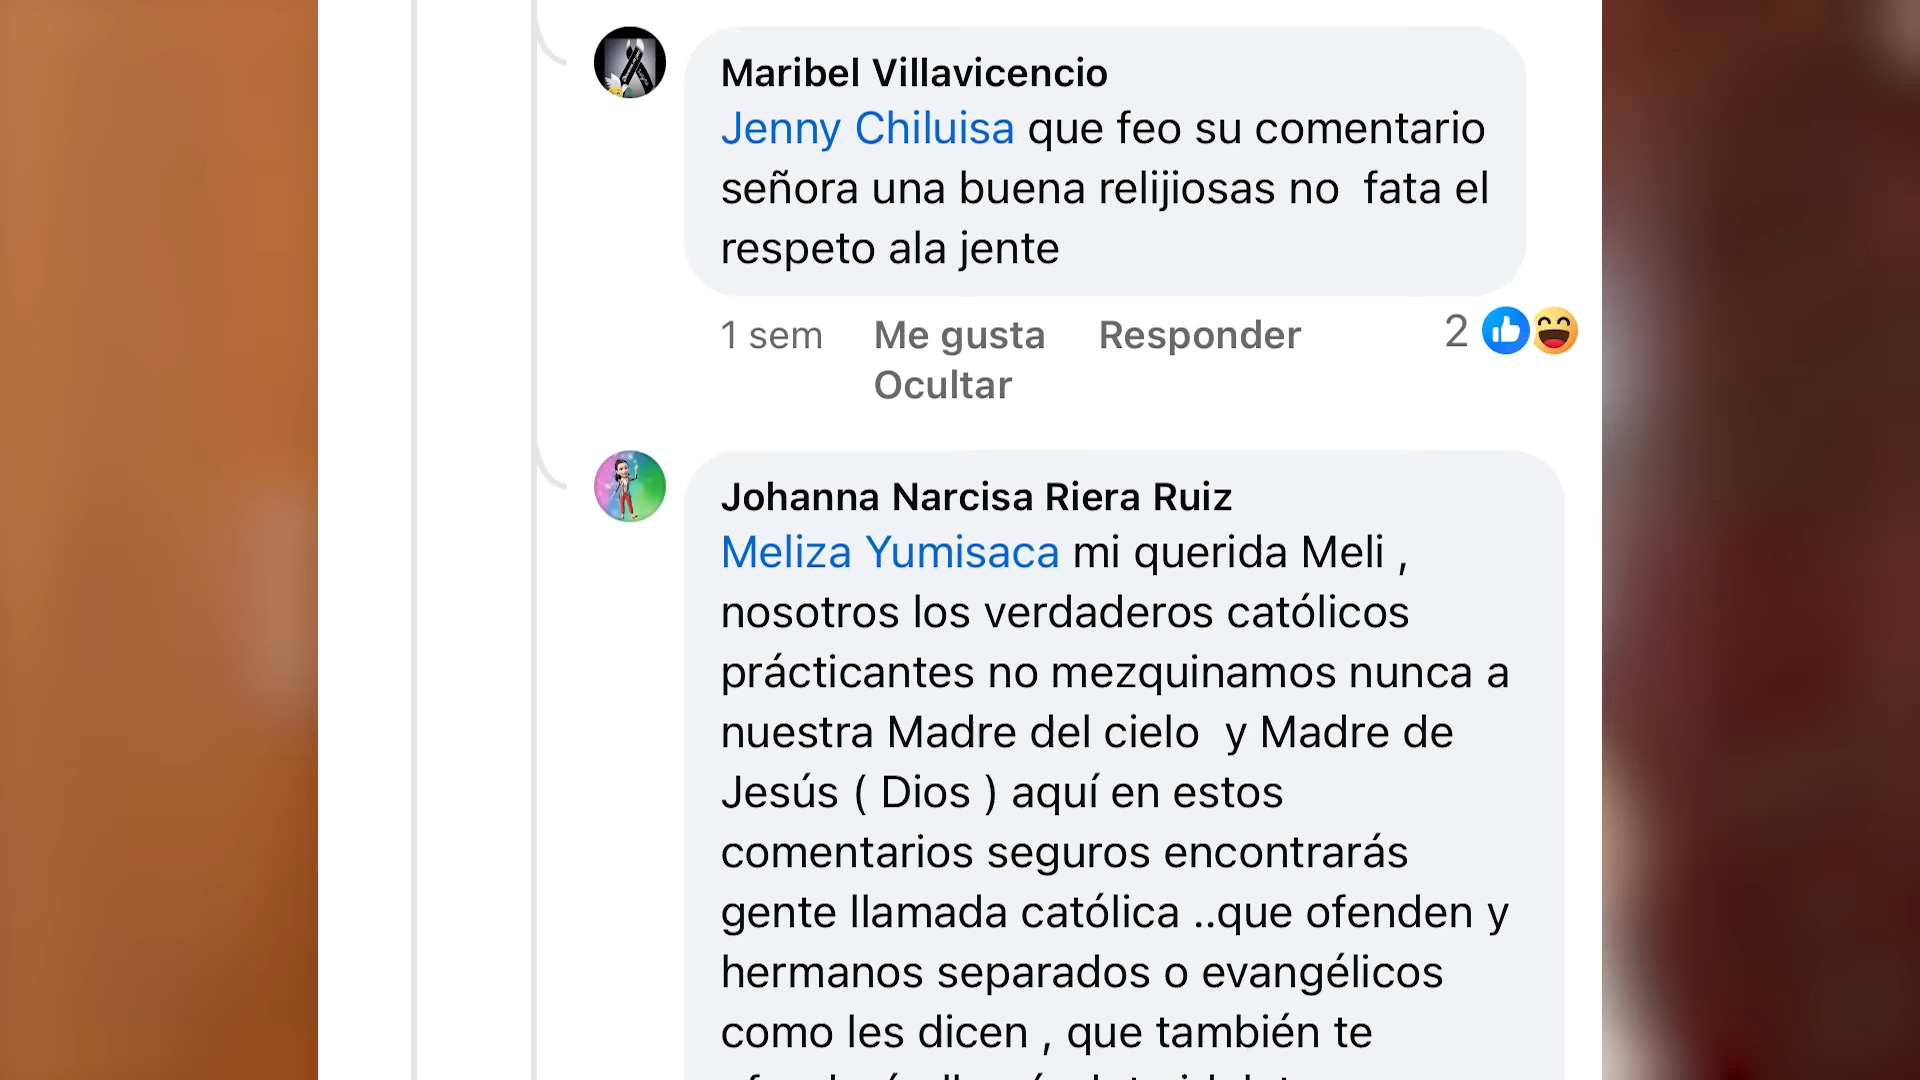 Maribel Villavicencio
Jenny Chiluisa que feo su comentario
señora una buena relijiosas no  fata el
respeto ala jente
1 sem Me gusta Responder 2
Ocultar
Johanna Narcisa Riera Ruiz
Meliza Yumisaca mi querida Meli ,
nosotros los verdaderos católicos
prácticantes no mezquinamos nunca a
nuestra Madre del cielo  y Madre de
Jesús ( Dios ) aquí en estos
comentarios seguros encontrarás
gente llamada católica ..que ofenden y
hermanos separados o evangélicos
como les dicen , que también te